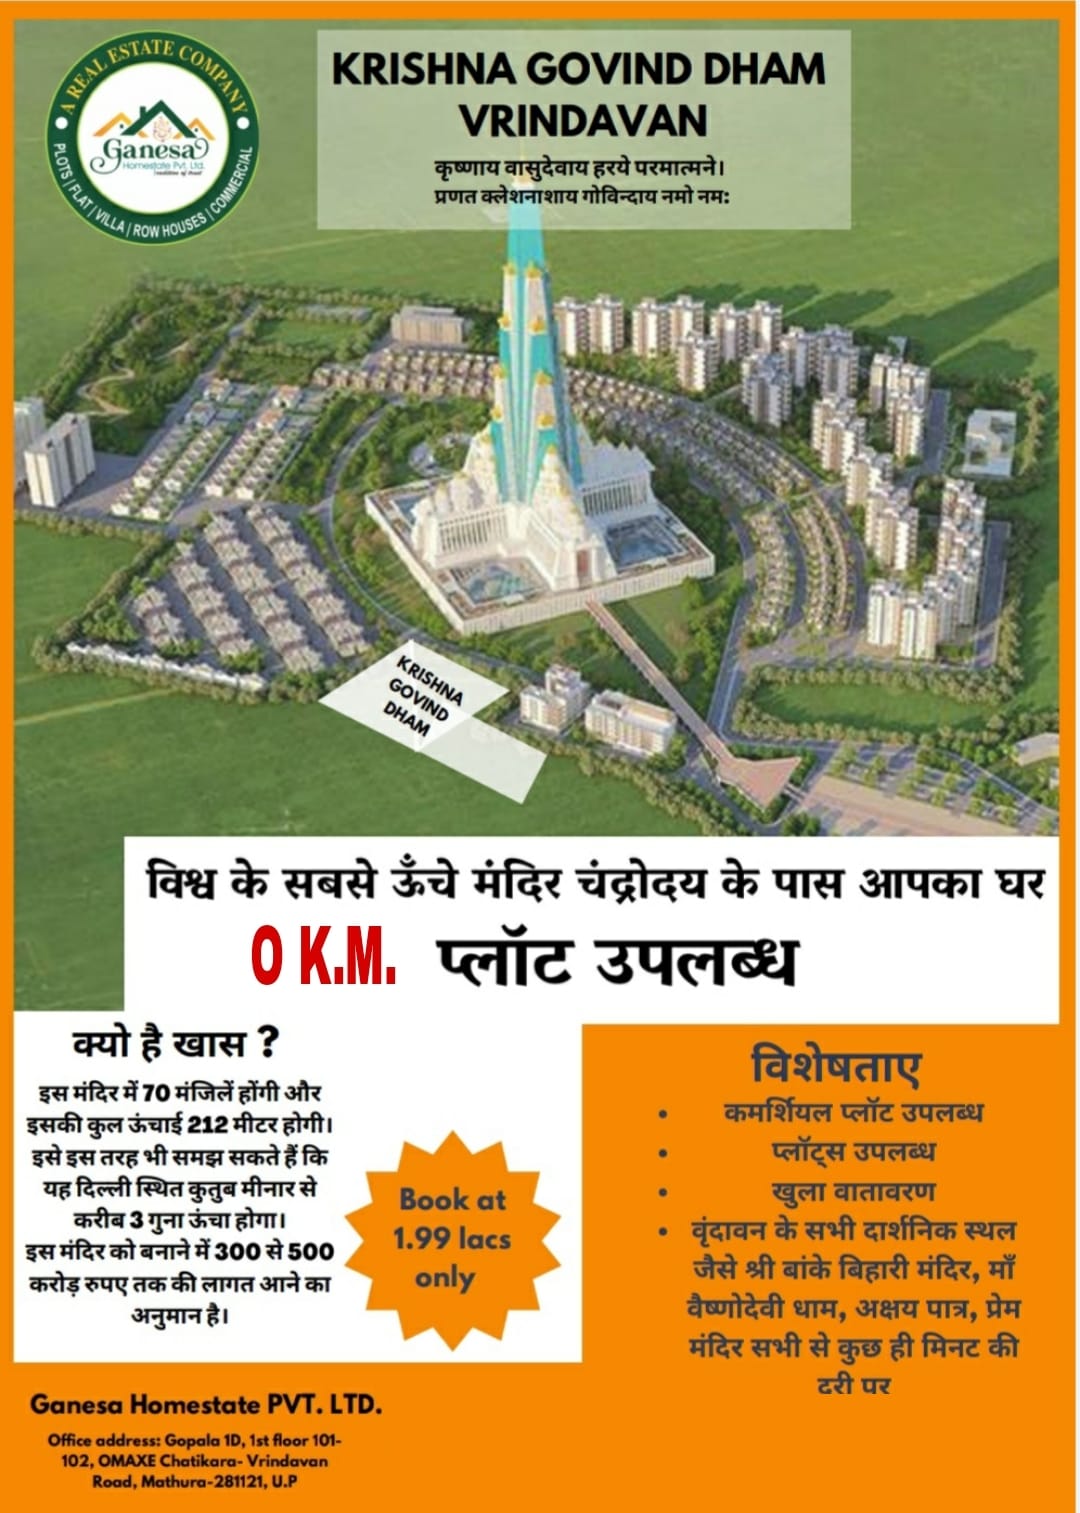 A REAL ESTATE COMPANY
Ganesa
Homestate Pvt. Ltd.
Tradition of trust
PLOTS | FLAT | VILLA | ROW HOUSES | COMMERCIAL
KRISHNA GOVIND DHAM
VRINDAVAN
कृष्णाय वासुदेवाय हरये परमात्मने।
प्रणत क्लेशनाशाय गोविन्दाय नमो नम:
KRISHNA
GOVIND
DHAM
विश्व के सबसे ऊँचे मंदिर चंद्रोदय के पास आपका घर
0 K.M. प्लॉट उपलब्ध
क्यो है खास ?
इस मंदिर में 70 मंजिलें होंगी और
इसकी कुल ऊंचाई 212 मीटर होगी।
इसे इस तरह भी समझ सकते हैं कि
यह दिल्ली स्थित कुतुब मीनार से
करीब 3 गुना ऊंचा होगा।
इस मंदिर को बनाने में 300 से 500
करोड़ रुपए तक की लागत आने का
अनुमान है।
Book at
1.99 lacs
only
विशेषताए
• कमर्शियल प्लॉट उपलब्ध
• प्लॉट्स उपलब्ध
• खुला वातावरण
• वृंदावन के सभी दार्शनिक स्थल
जैसे श्री बांके बिहारी मंदिर, माँ
वैष्णोदेवी धाम, अक्षय पात्र, प्रेम
मंदिर सभी से कुछ ही मिनट की
दूरी पर
Ganesa Homestate PVT. LTD.
Office address: Gopala 1D, 1st floor 101-
102, OMAXE Chatikara- Vrindavan
Road, Mathura-281121, U.P